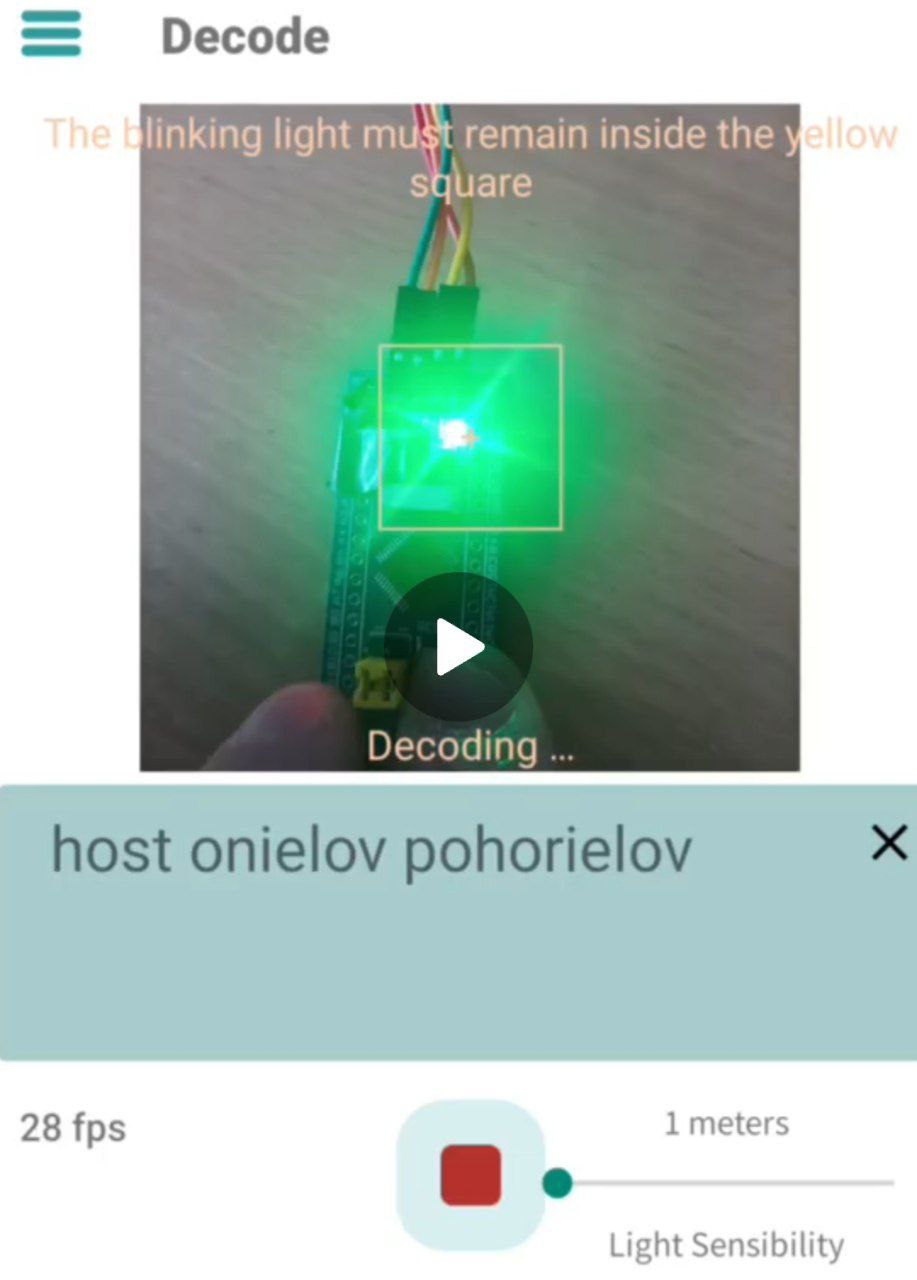 Decode
The blinking light must remain inside the yellow
square
Decoding ...
host onielov pohorielov
28 fps
1 meters
Light Sensibility